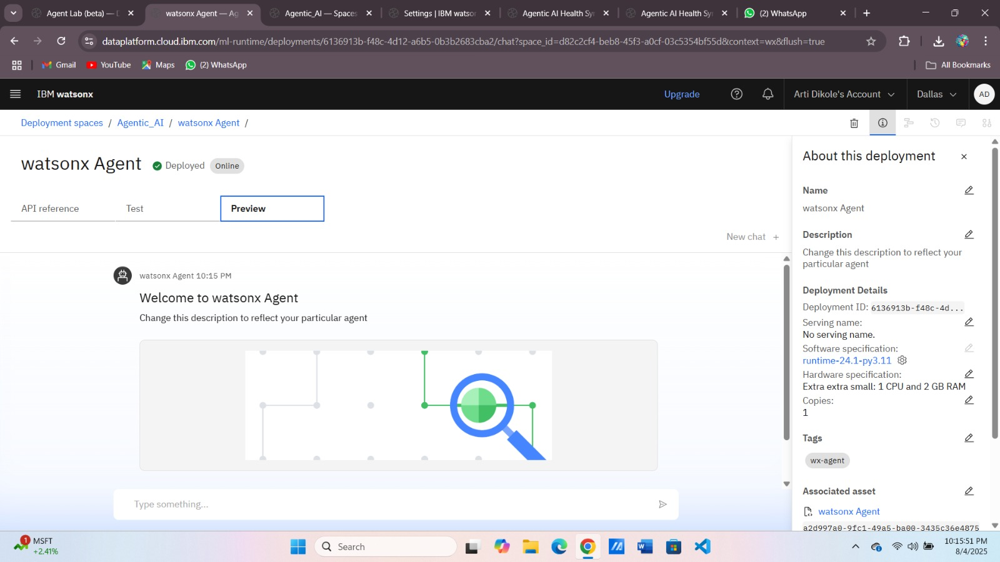 Agent Lab (beta) —
watsonx Agent — Ag
Agentic_AI — Spaces
Settings | IBM watsor
Agentic AI Health Syr
Agentic AI Health Syr
(2) WhatsApp
dataplatform.cloud.ibm.com/ml-runtime/deployments/6136913b-f48c-4d12-a6b5-0b3b2683cba2/chat?space_id=d82c2cf4-beb8-45f3-a0cf-03c5354bf55d&context=wx&flush=true
Gmail
YouTube
Maps
(2) WhatsApp
All Bookmarks
IBM watsonx
Upgrade
Arti Dikole's Account
Dallas
AD
Deployment spaces / Agentic_AI / watsonx Agent /
watsonx Agent
Deployed
Online
API reference
Test
Preview
New chat +
watsonx Agent 10:15 PM
Welcome to watsonx Agent
Change this description to reflect your particular agent
Type something...
About this deployment
Name
watsonx Agent
Description
Change this description to reflect your
particular agent
Deployment Details
Deployment ID: 6136913b-f48c-4d...
Serving name:
No serving name.
Software specification:
runtime-24.1-py3.11
Hardware specification:
Extra extra small: 1 CPU and 2 GB RAM
Copies:
1
Tags
wx-agent
Associated asset
watsonx Agent
a2d997a0-9fc1-49a5-ba00-3435c36e4875
1
MSFT
+2.41%
Search
10:15:51 PM
8/4/2025